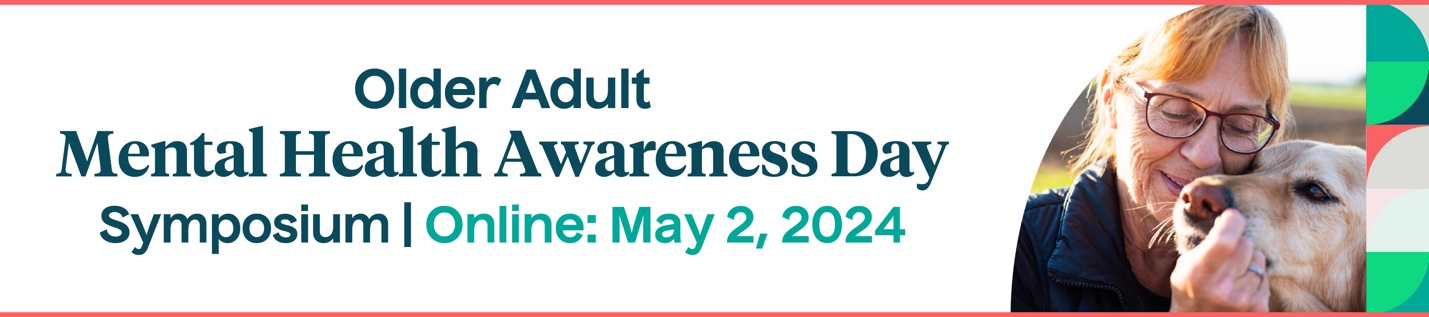 Older Adult
Mental Health Awareness Day
Symposium | Online: May 2, 2024